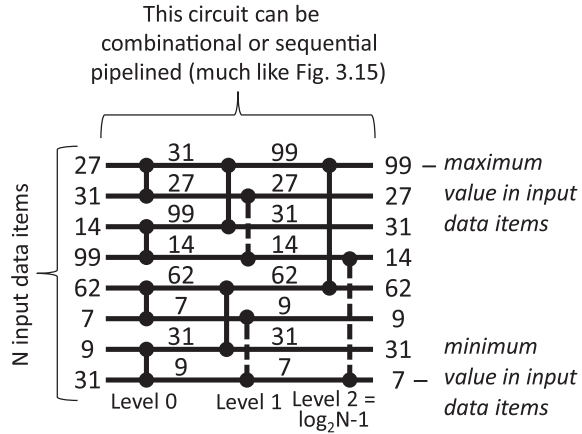 This circuit can be
combinational or sequential
pipelined (much like Fig. 3.15)
N input data items
27 31 99 99 – maximum
31 27 27 27 value in input
14 99 31 31 data items
99 14 14 14
62 62 62 62
7 7 9 9
9 31 31 31 minimum
31 9 7 7 – value in input
Level 0 Level 1 Level 2 = data items
log2N-1